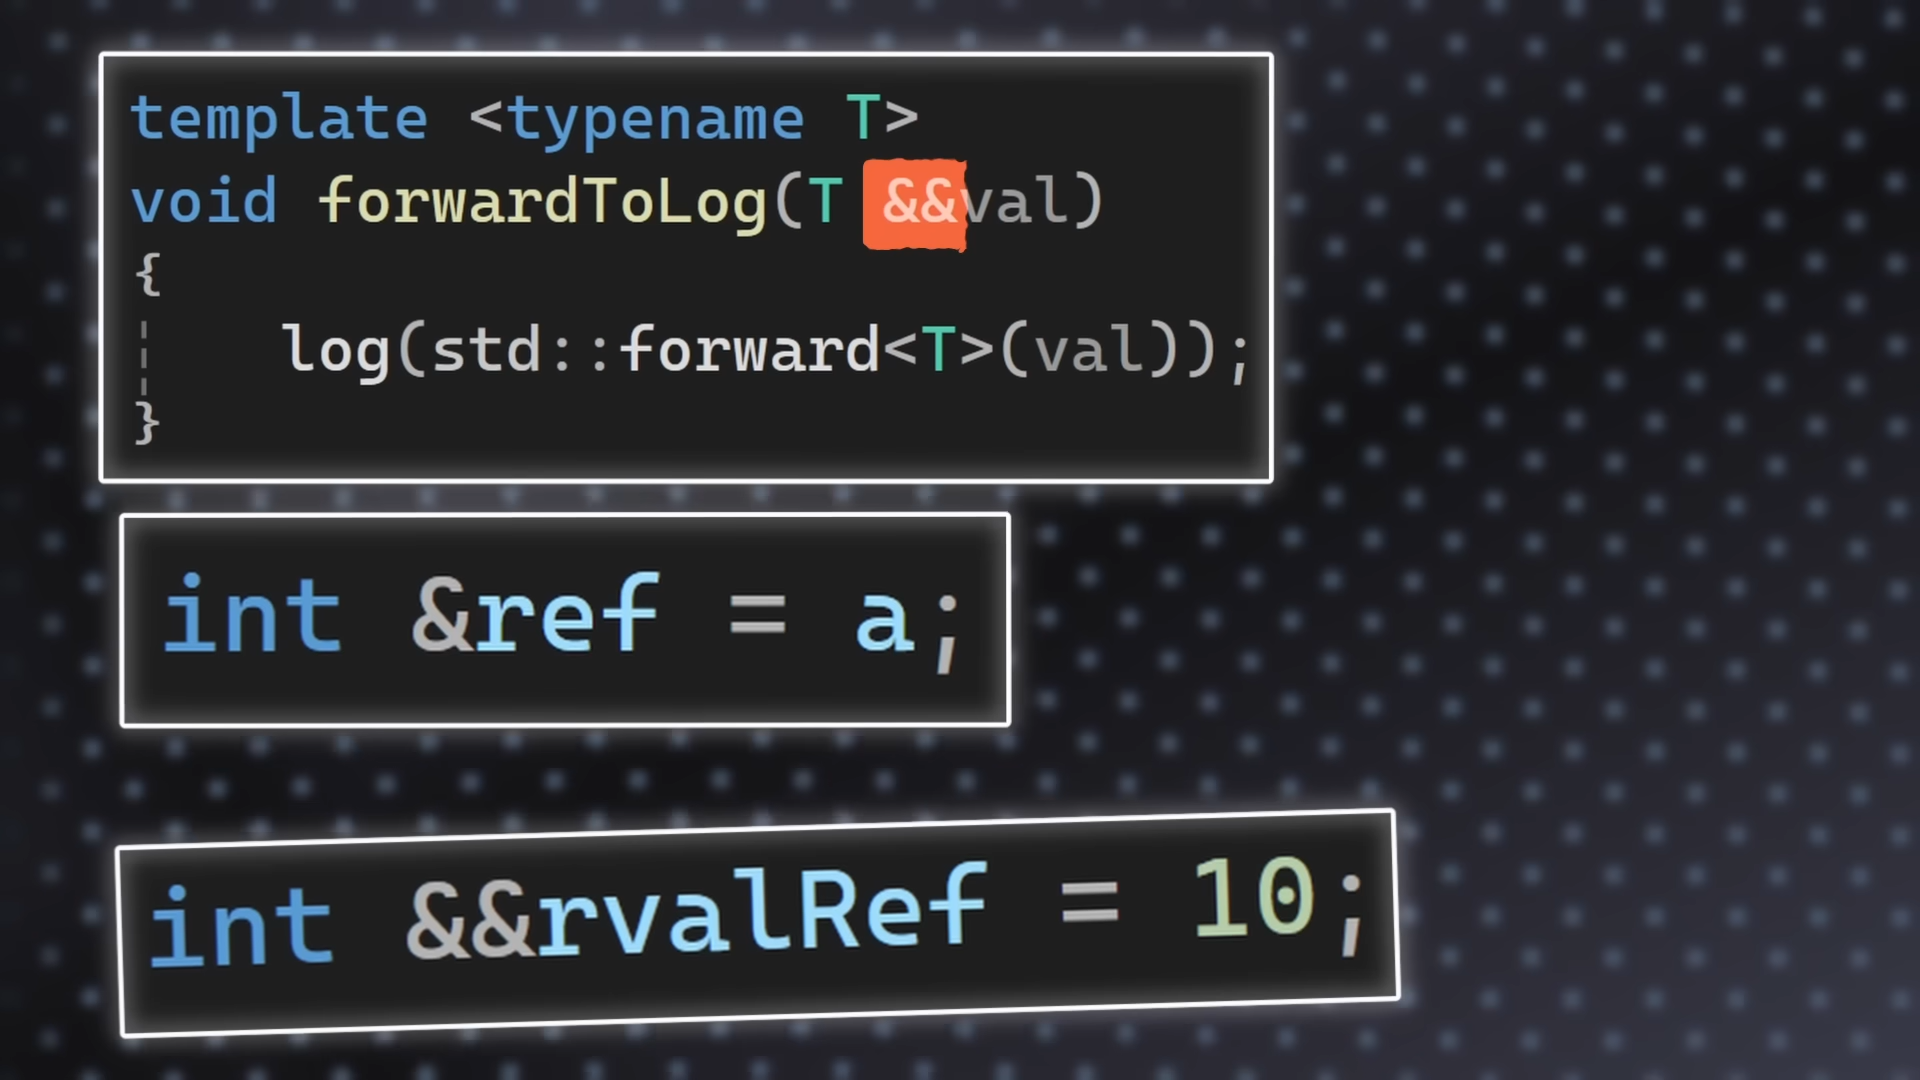 template <typename T>
void forwardToLog(T &&val)
{
    log(std::forward<T>(val));
}
int &ref = a;
int &&rvalRef = 10;